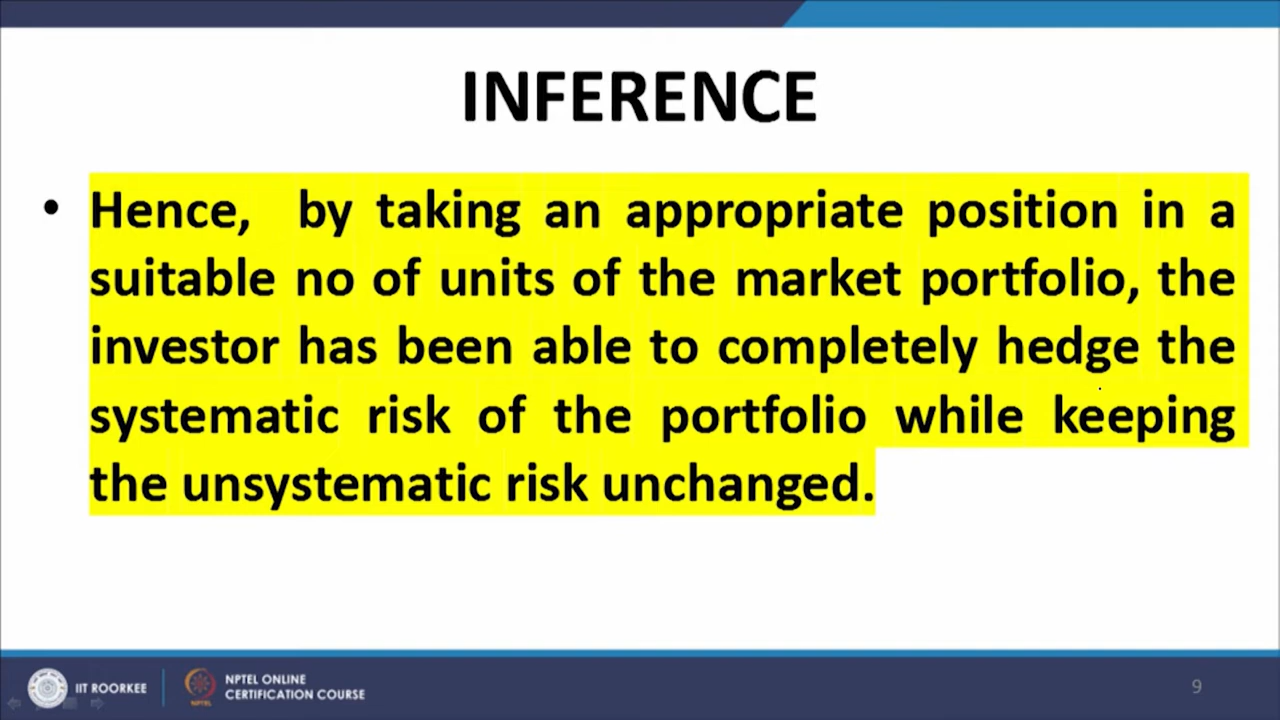 INFERENCE
• Hence, by taking an appropriate position in a
suitable no of units of the market portfolio, the
investor has been able to completely hedge the
systematic risk of the portfolio while keeping
the unsystematic risk unchanged.
IIT ROORKEE
NPTEL
NPTEL ONLINE
CERTIFICATION COURSE
9